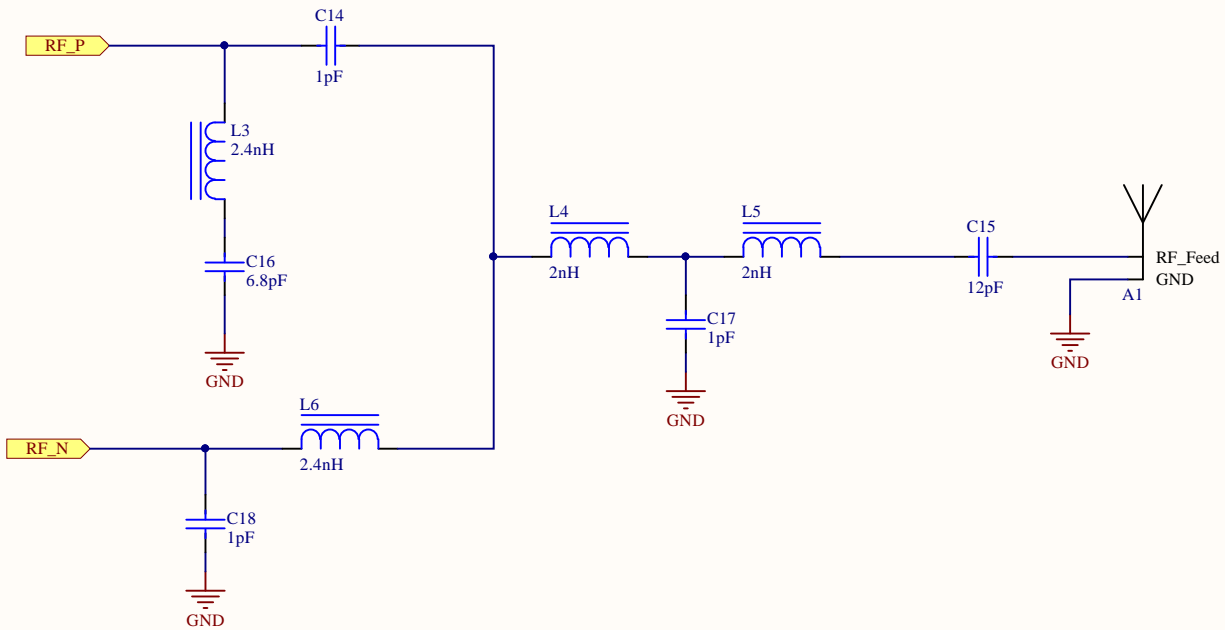 C14
RF_P
1pF
L3
2.4nH
C16
6.8pF
GND
L4
2nH
L5
2nH
C15
12pF
RF_Feed
GND
A1
GND
C17
1pF
GND
L6
2.4nH
RF_N
C18
1pF
GND